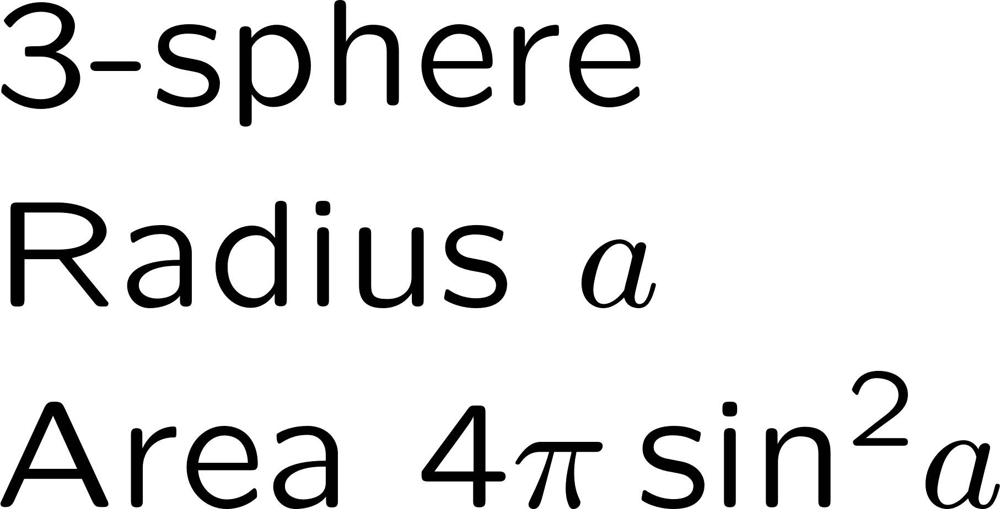 3-sphere
Radius a
Area 4π sin²a